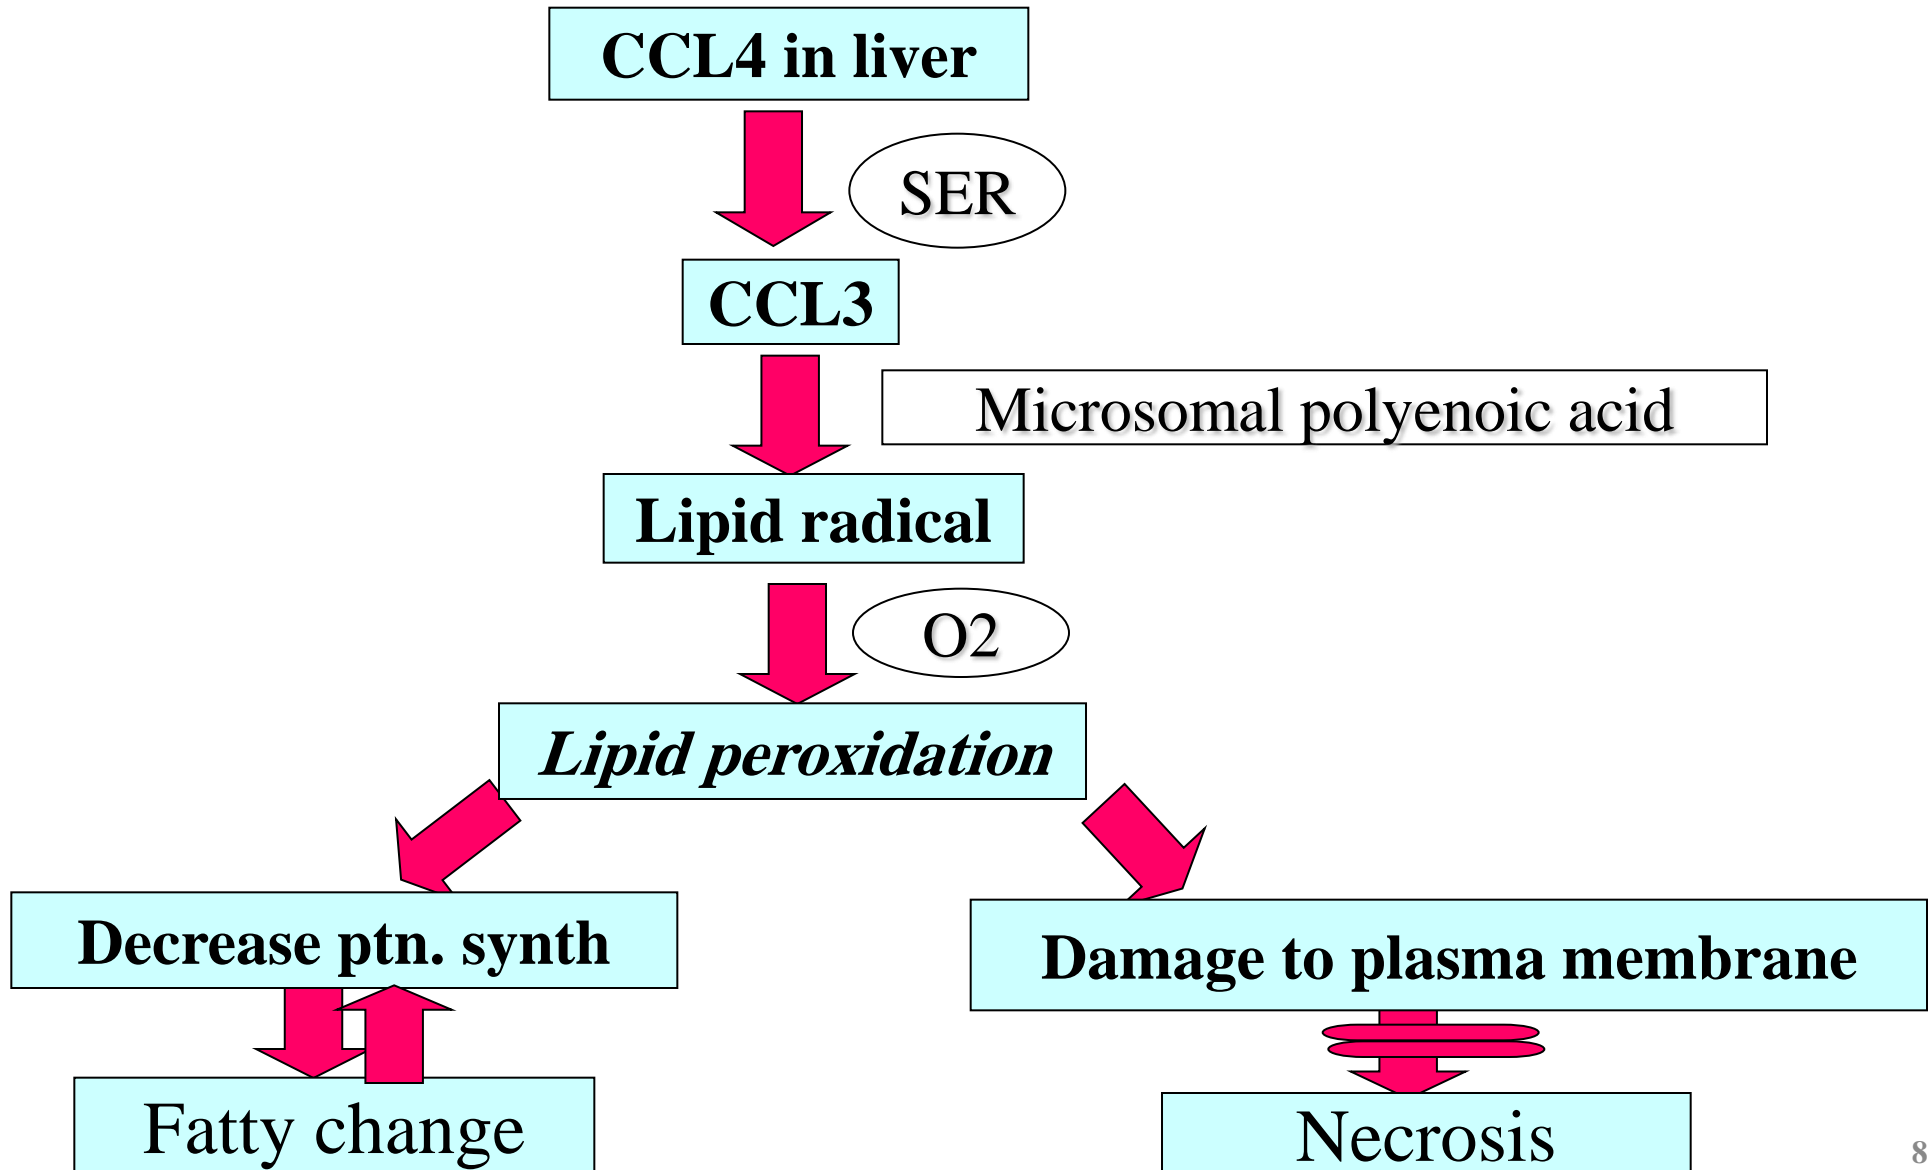 CCL4 in liver
SER
CCL3
Microsomal polyenoic acid
Lipid radical
O2
Lipid peroxidation
Decrease ptn. synth
Damage to plasma membrane
Fatty change
Necrosis
8